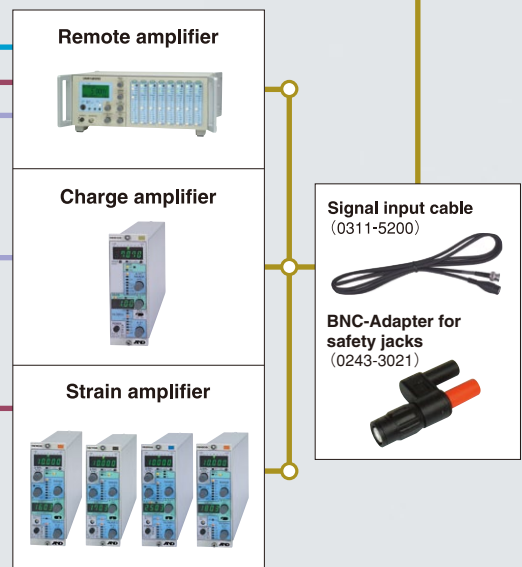 Remote amplifier
Charge amplifier
Strain amplifier
Signal input cable
(0311-5200)
BNC-Adapter for
safety jacks
(0243-3021)